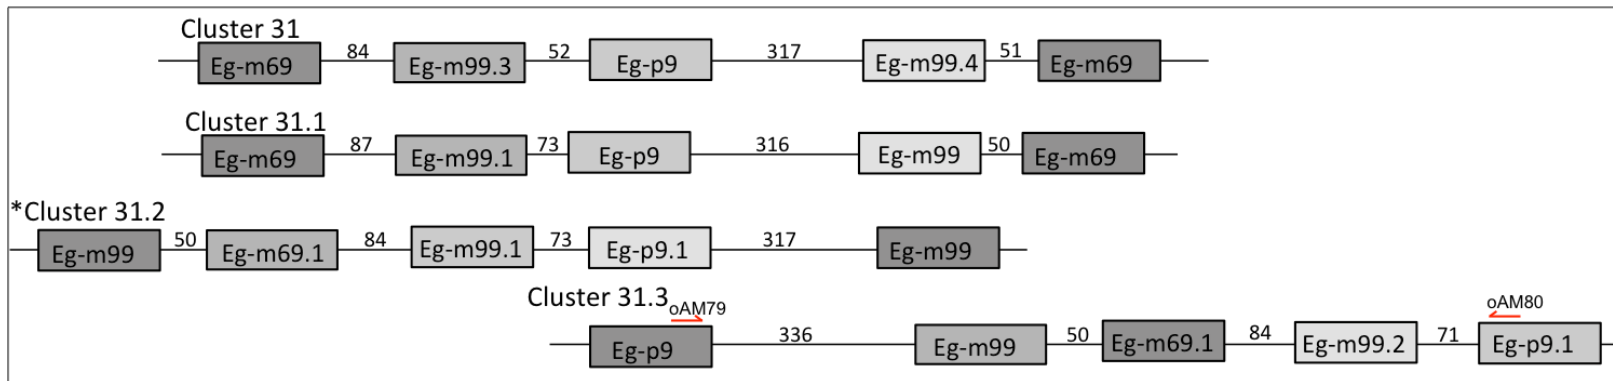 Cluster 31
Eg-m69 84 Eg-m99.3 52 Eg-p9 317 Eg-m99.4 51 Eg-m69
Cluster 31.1
Eg-m69 87 Eg-m99.1 73 Eg-p9 316 Eg-m99 50 Eg-m69
*Cluster 31.2
Eg-m99 50 Eg-m69.1 84 Eg-m99.1 73 Eg-p9.1 317 Eg-m99
Cluster 31.3 oAM79 oAM80
Eg-p9 336 Eg-m99 50 Eg-m69.1 84 Eg-m99.2 71 Eg-p9.1